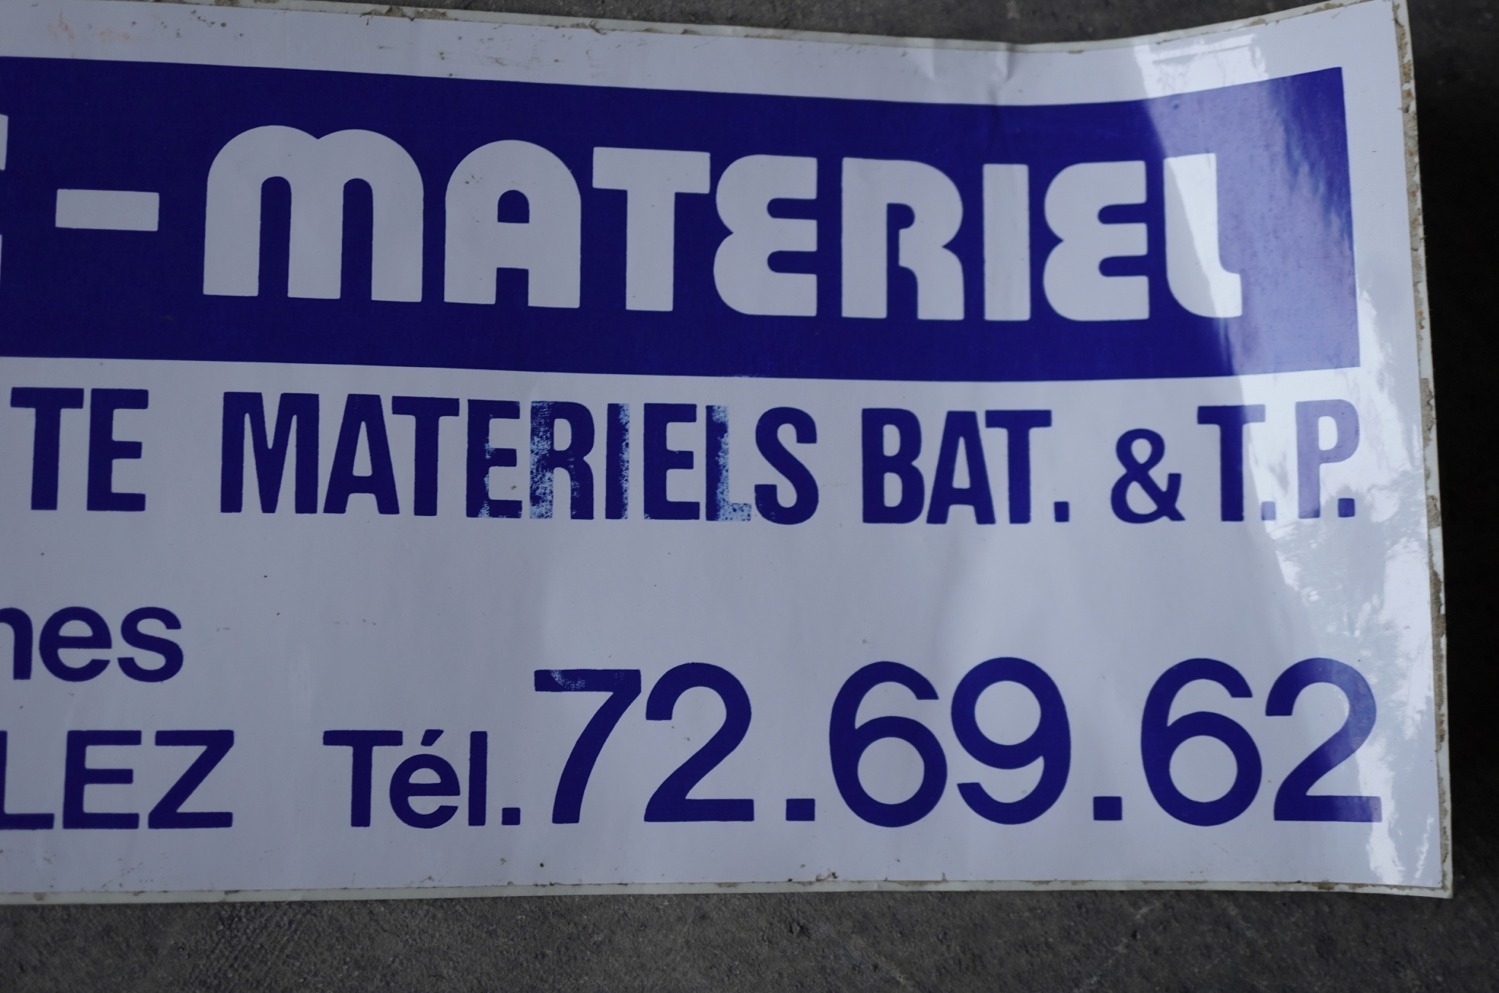 - MATERIEL
TE MATERIELS BAT. & T.P.
nes
LEZ Tél.72.69.62